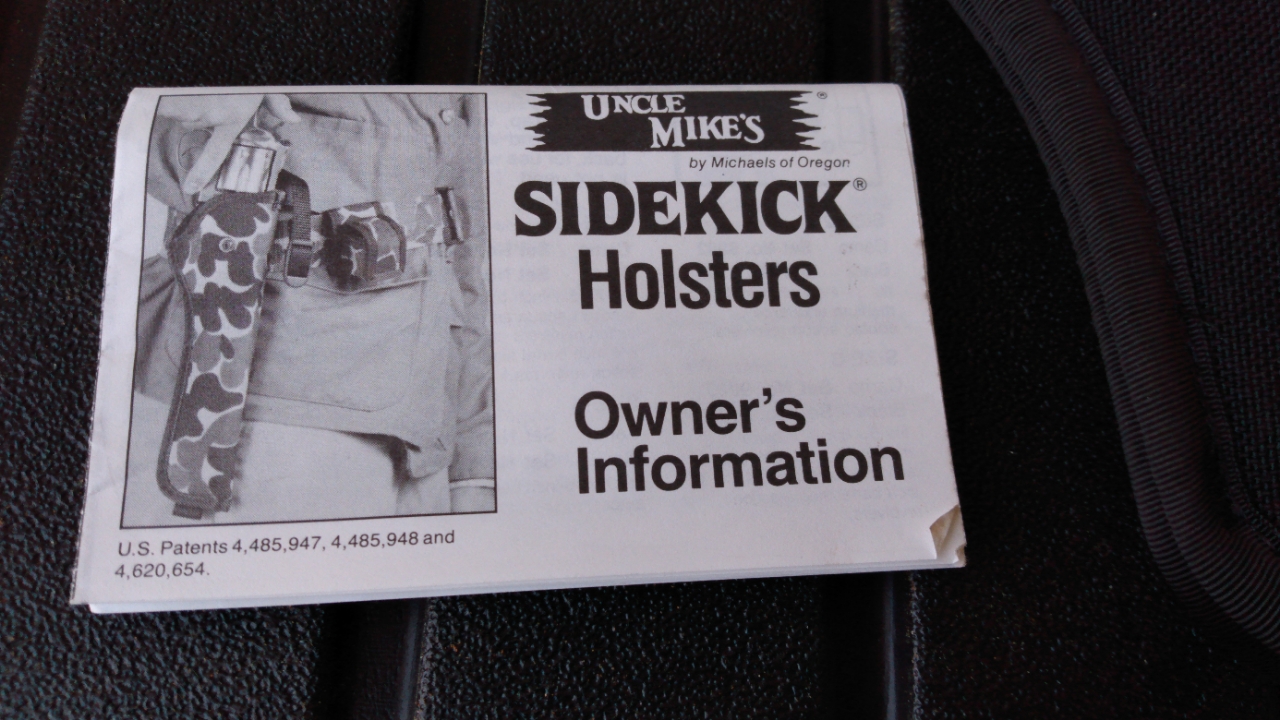 UNCLE
MIKE'S®
by Michaels of Oregon
SIDEKICK®
Holsters
Owner's
Information
U.S. Patents 4,485,947, 4,485,948 and
4,620,654.